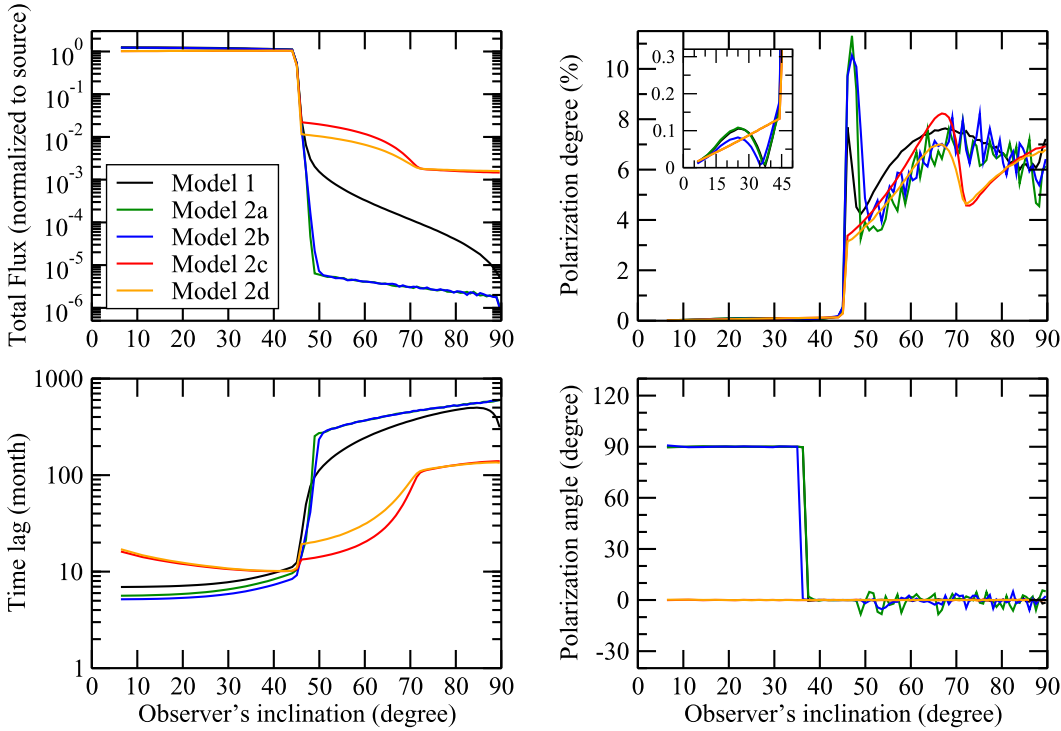 Total Flux (normalized to source)
10^0
10^-1
10^-2
10^-3
10^-4
10^-5
10^-6
Model 1
Model 2a
Model 2b
Model 2c
Model 2d
0 10 20 30 40 50 60 70 80 90
Polarization degree (%)
10
8
6
4
2
0
0.3
0.2
0.1
0
0 15 30 45
0 10 20 30 40 50 60 70 80 90
Time lag (month)
1000
100
10
1
0 10 20 30 40 50 60 70 80 90
Observer's inclination (degree)
Polarization angle (degree)
120
90
60
30
0
-30
0 10 20 30 40 50 60 70 80 90
Observer's inclination (degree)